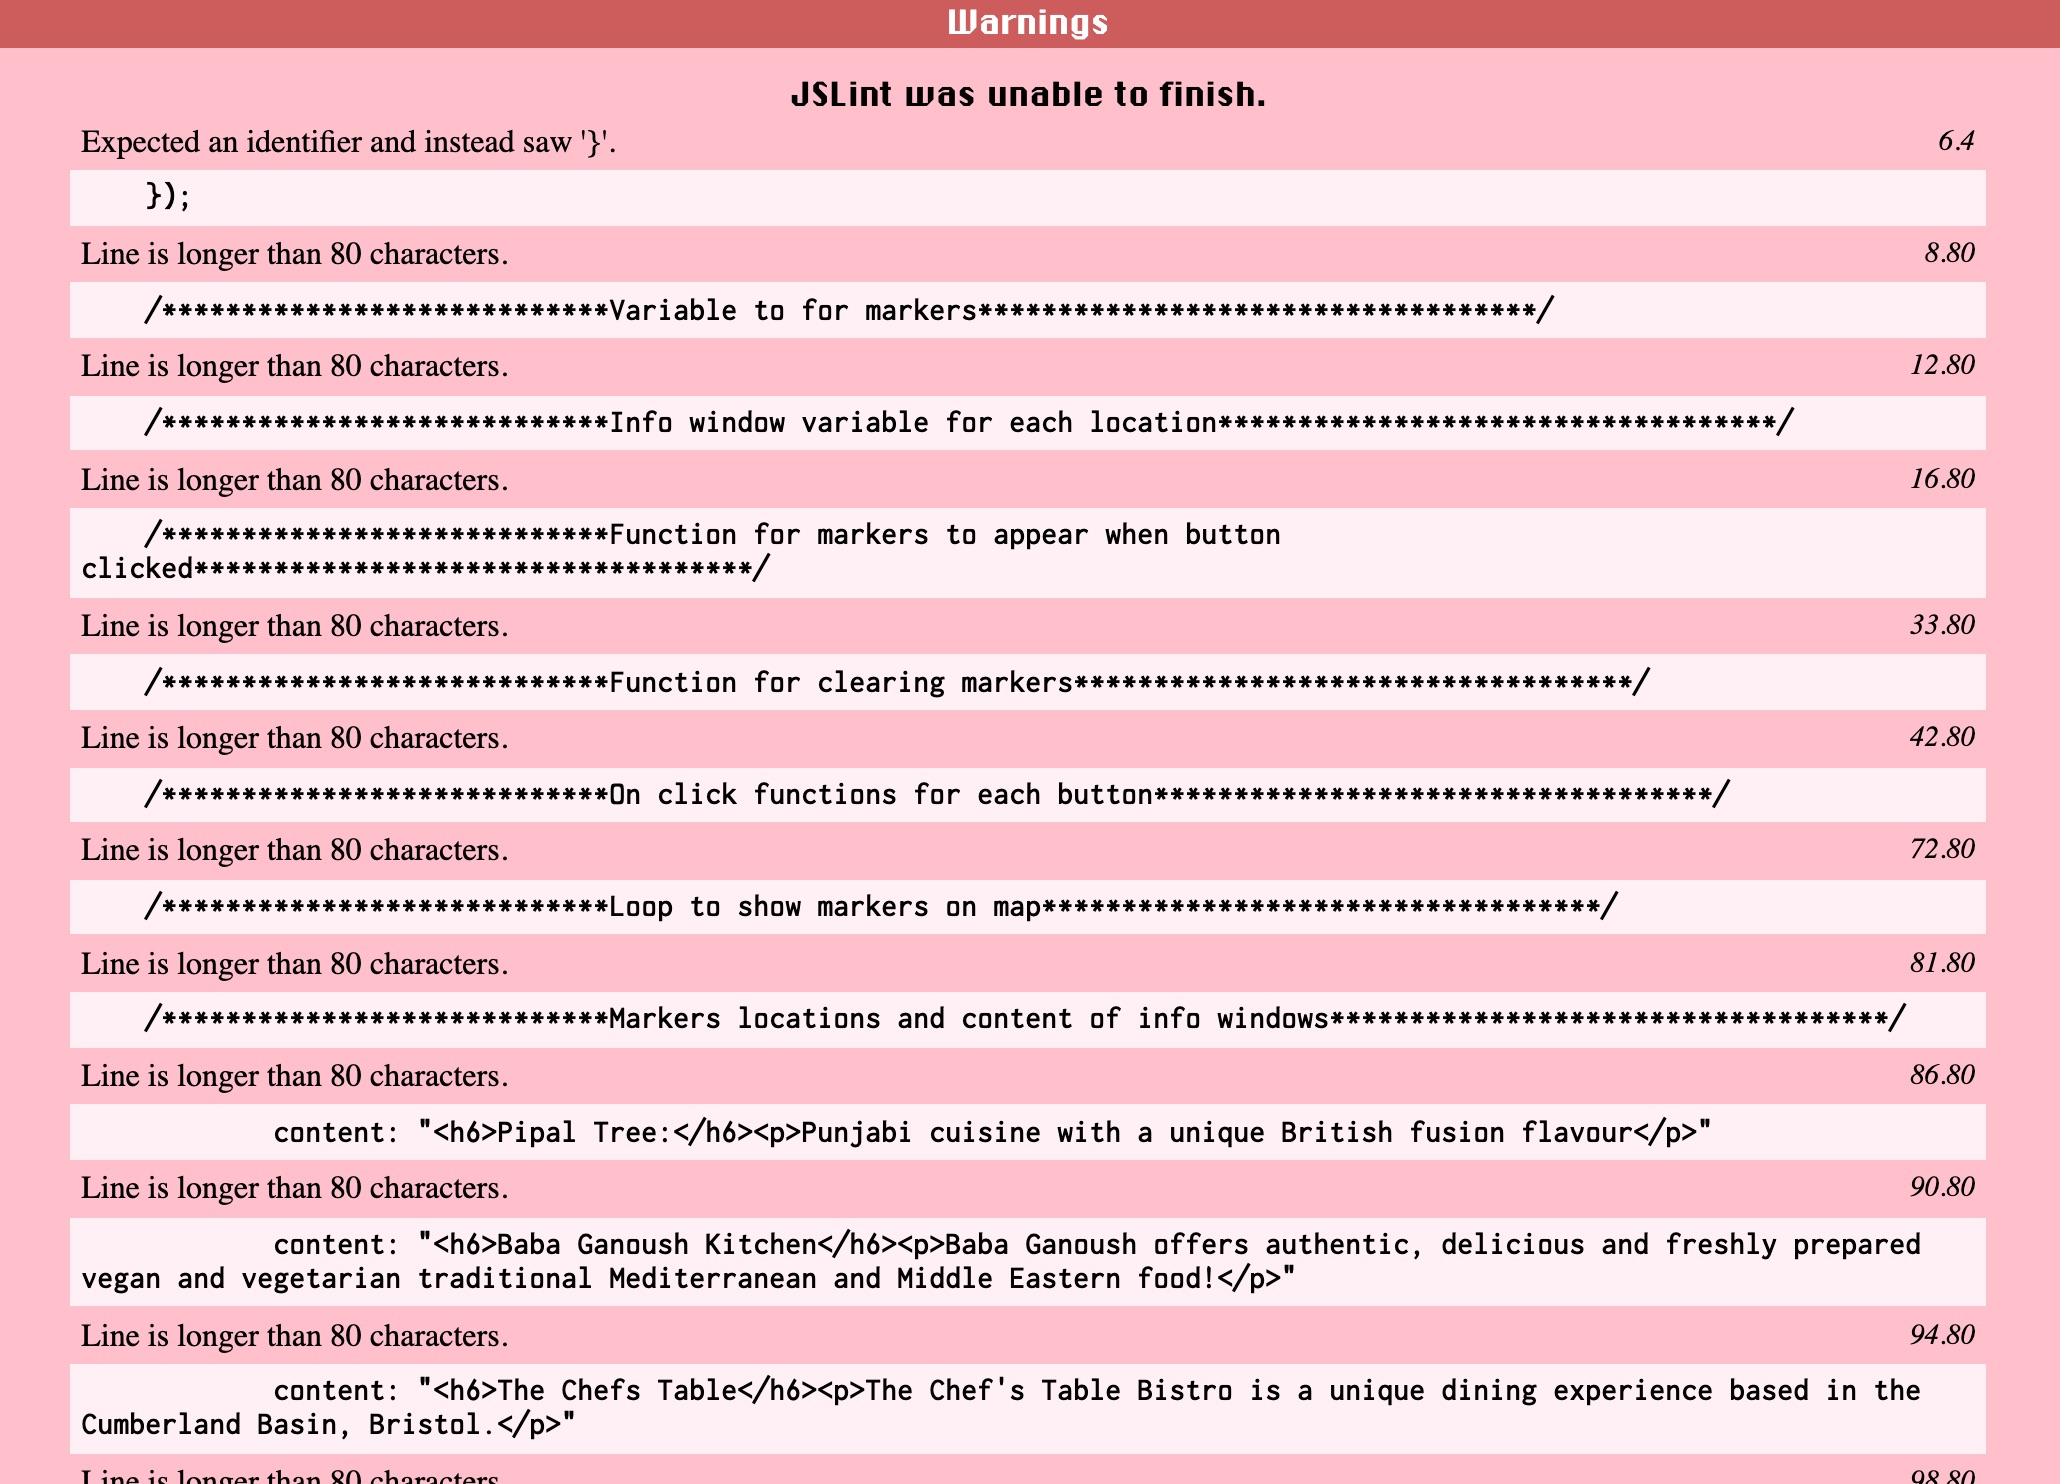 Warnings
JSLint was unable to finish.
Expected an identifier and instead saw '}'. 6.4
});
Line is longer than 80 characters. 8.80
/****************************Variable to for markers***********************************/
Line is longer than 80 characters. 12.80
/****************************Info window variable for each location***********************************/
Line is longer than 80 characters. 16.80
/****************************Function for markers to appear when button
clicked***********************************/
Line is longer than 80 characters. 33.80
/****************************Function for clearing markers***********************************/
Line is longer than 80 characters. 42.80
/****************************On click functions for each button***********************************/
Line is longer than 80 characters. 72.80
/****************************Loop to show markers on map***********************************/
Line is longer than 80 characters. 81.80
/****************************Markers locations and content of info windows***********************************/
Line is longer than 80 characters. 86.80
content: "<h6>Pipal Tree:</h6><p>Punjabi cuisine with a unique British fusion flavour</p>"
Line is longer than 80 characters. 90.80
content: "<h6>Baba Ganoush Kitchen</h6><p>Baba Ganoush offers authentic, delicious and freshly prepared
vegan and vegetarian traditional Mediterranean and Middle Eastern food!</p>"
Line is longer than 80 characters. 94.80
content: "<h6>The Chefs Table</h6><p>The Chef's Table Bistro is a unique dining experience based in the
Cumberland Basin, Bristol.</p>"
Line is longer than 80 characters. 98.80